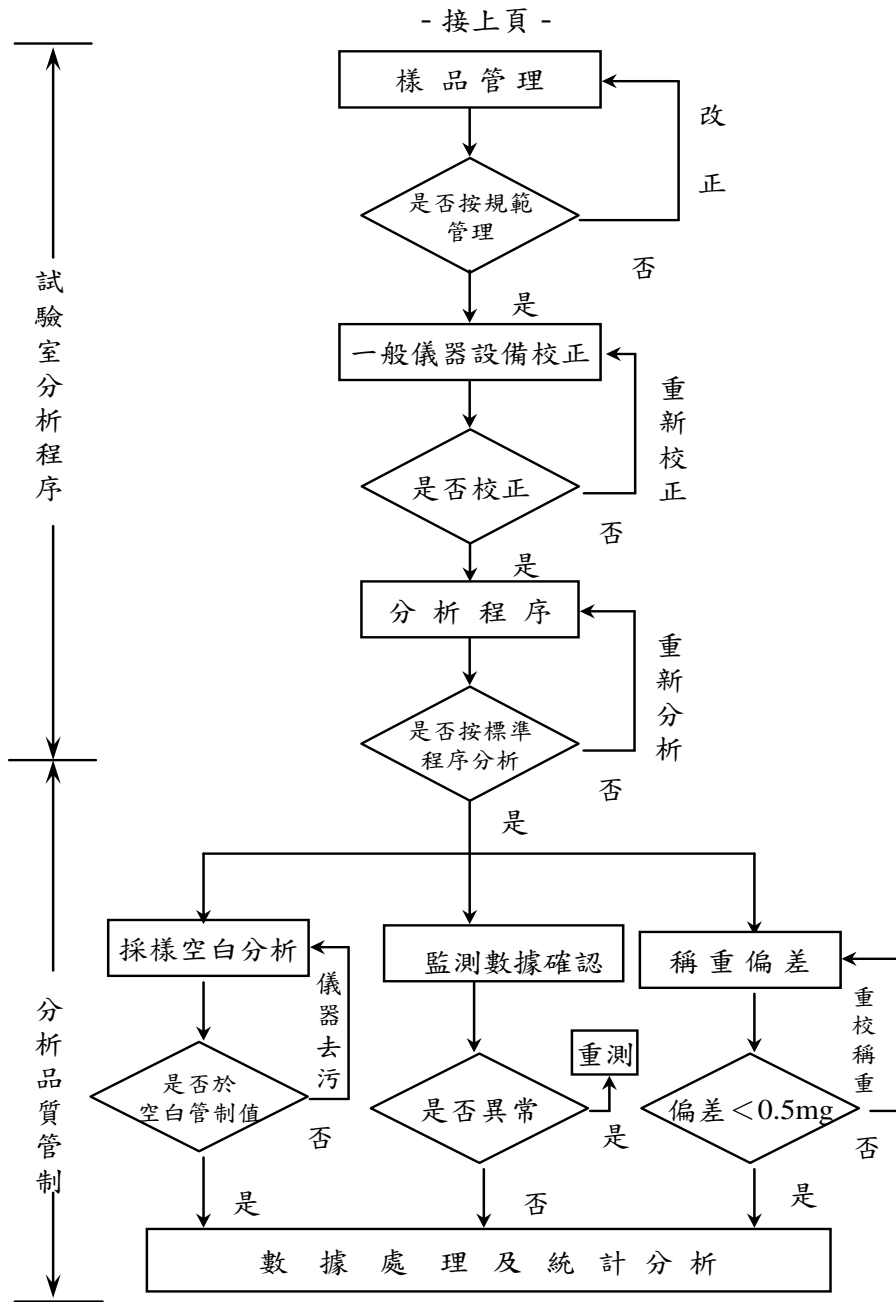 - 接上頁 -
樣品管理
改正
是否按規範
管理
否
是
試驗室分析程序
一般儀器設備校正
重新校正
是否校正
否
是
分析程序
重新分析
是否按標準
程序分析
否
是
分析品質管制
採樣空白分析
儀器去污
是否於
空白管制值
否
是
監測數據確認
重測
是否異常
是
否
稱重偏差
重校稱重
偏差＜0.5mg
否
是
數據處理及統計分析